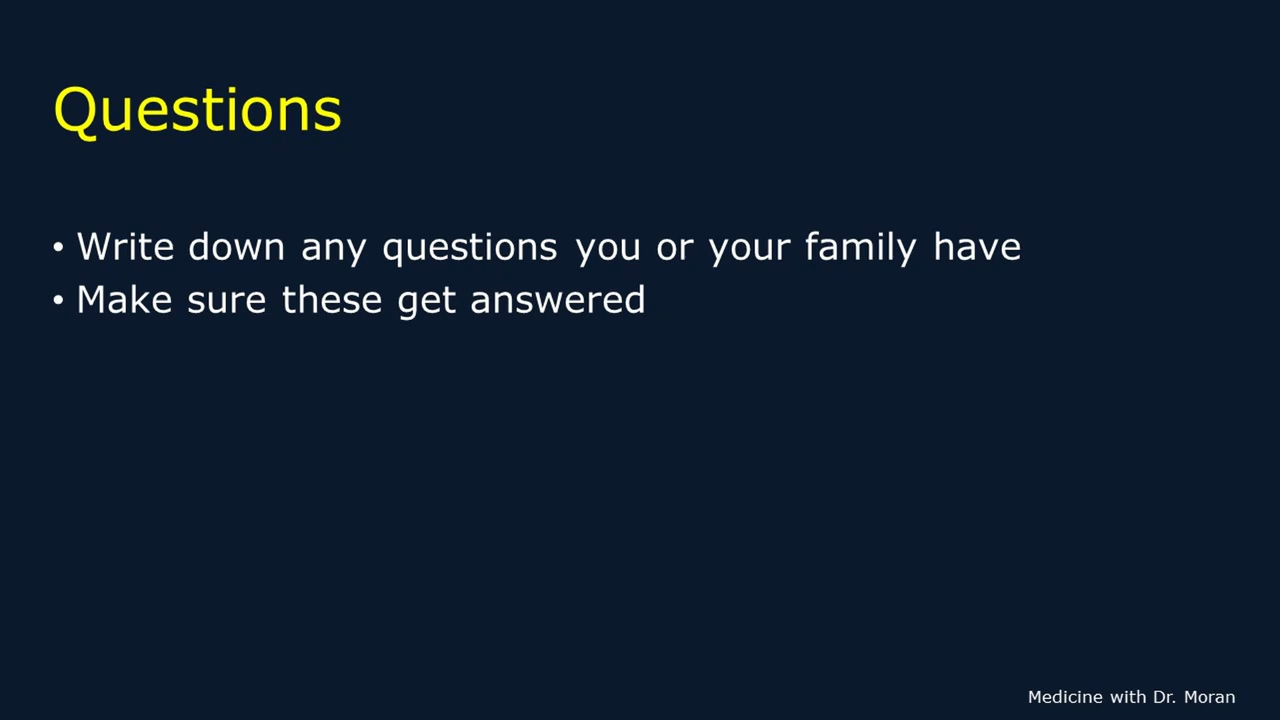 Questions
• Write down any questions you or your family have
• Make sure these get answered
Medicine with Dr. Moran